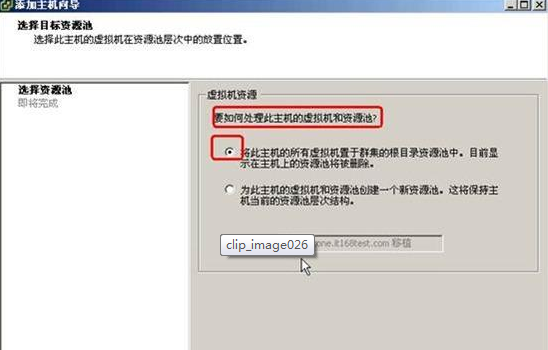 添加主机向导
选择目标资源池
选择此主机的虚拟机在资源池层次中的放置位置。
选择资源池
即将完成
虚拟机资源
要如何处理此主机的虚拟机和资源池?
将此主机的所有虚拟机置于群集的根目录资源池中。目前
显示在主机上的资源池将被删除。
为此主机的虚拟机和资源池创建一个新资源池。这将保持主
机当前的资源池层次结构。
clip_image026
one.it168test.com 移植